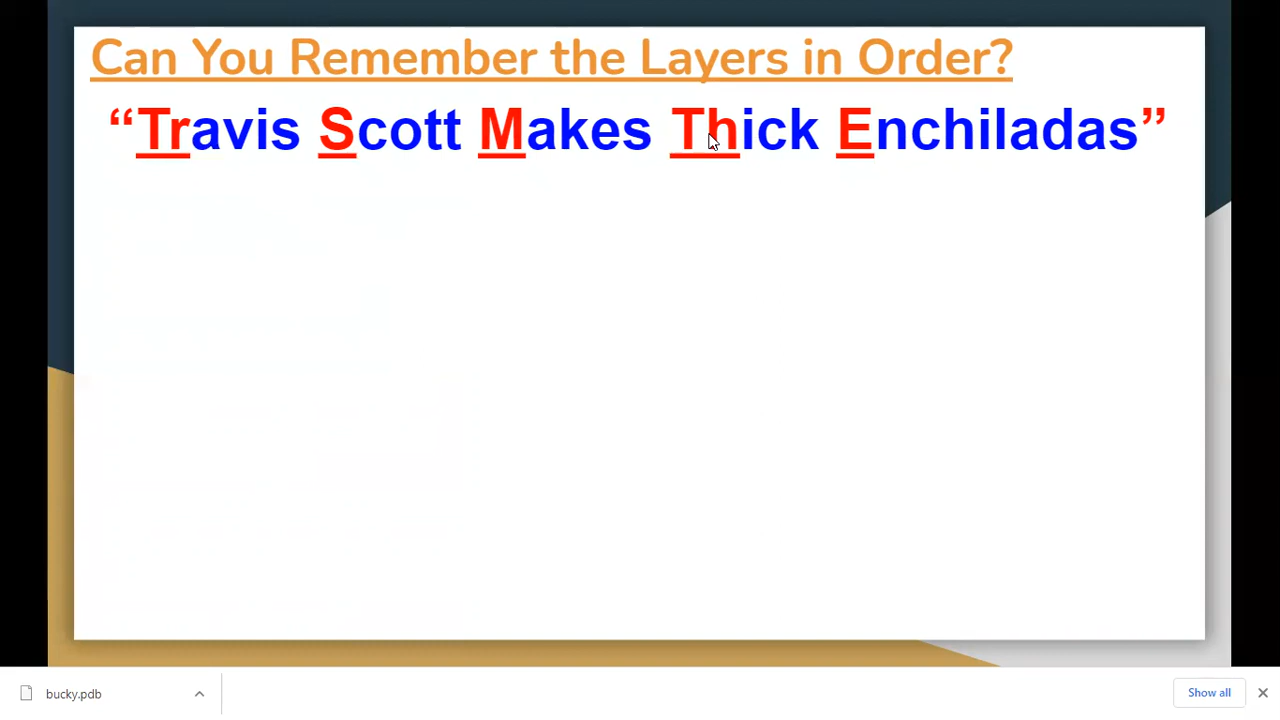 Can You Remember the Layers in Order?
“Travis Scott Makes Thick Enchiladas”
bucky.pdb
Show all